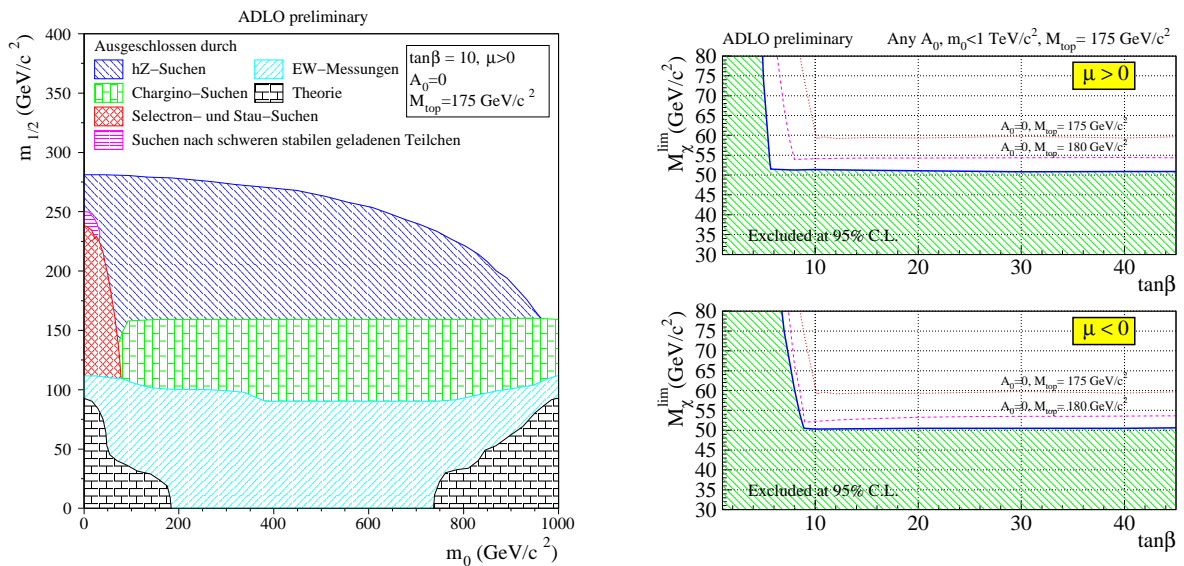 ADLO preliminary
m1/2 (GeV/c²)
400
350
300
250
200
150
100
50
0
Ausgeschlossen durch
hZ−Suchen
EW−Messungen
Chargino−Suchen
Theorie
Selectron− und Stau−Suchen
Suchen nach schweren stabilen geladenen Teilchen
tanβ = 10, μ>0
A0=0
Mtop=175 GeV/c²
0 200 400 600 800 1000
m0 (GeV/c²)
ADLO preliminary Any A0, m0<1 TeV/c², Mtop= 175 GeV/c²
Mχlim(GeV/c²)
80
75
70
65
60
55
50
45
40
35
30
μ > 0
A0=0, Mtop= 175 GeV/c²
A0=0, Mtop= 180 GeV/c²
Excluded at 95% C.L.
10 20 30 40
tanβ
Mχlim(GeV/c²)
80
75
70
65
60
55
50
45
40
35
30
μ < 0
A0=0, Mtop= 175 GeV/c²
A0=0, Mtop= 180 GeV/c²
Excluded at 95% C.L.
10 20 30 40
tanβ